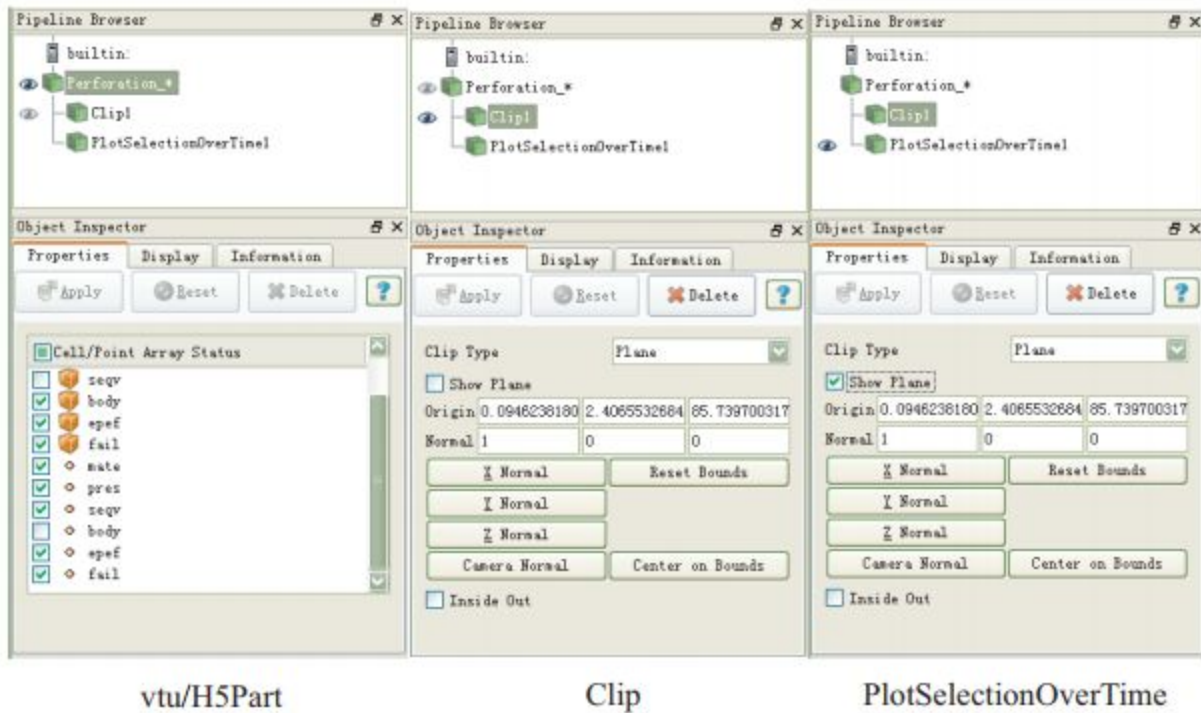 Pipeline Browser
builtin:
Perforation_*
Clip1
PlotSelectionOverTime1
Object Inspector
Properties Display Information
Apply Reset Delete ?
Cell/Point Array Status
seqv
body
epef
fail
mate
pres
seqv
body
epef
fail
vtu/H5Part
Pipeline Browser
builtin:
Perforation_*
Clip1
PlotSelectionOverTime1
Object Inspector
Properties Display Information
Apply Reset Delete ?
Clip Type Plane
Show Plane
Origin 0.0946238180 2.4065532684 85.739700317
Normal 1 0 0
X Normal Reset Bounds
Y Normal
Z Normal
Camera Normal Center on Bounds
Inside Out
Clip
Pipeline Browser
builtin:
Perforation_*
Clip1
PlotSelectionOverTime1
Object Inspector
Properties Display Information
Apply Reset Delete ?
Clip Type Plane
Show Plane
Origin 0.0946238180 2.4065532684 85.739700317
Normal 1 0 0
X Normal Reset Bounds
Y Normal
Z Normal
Camera Normal Center on Bounds
Inside Out
PlotSelectionOverTime